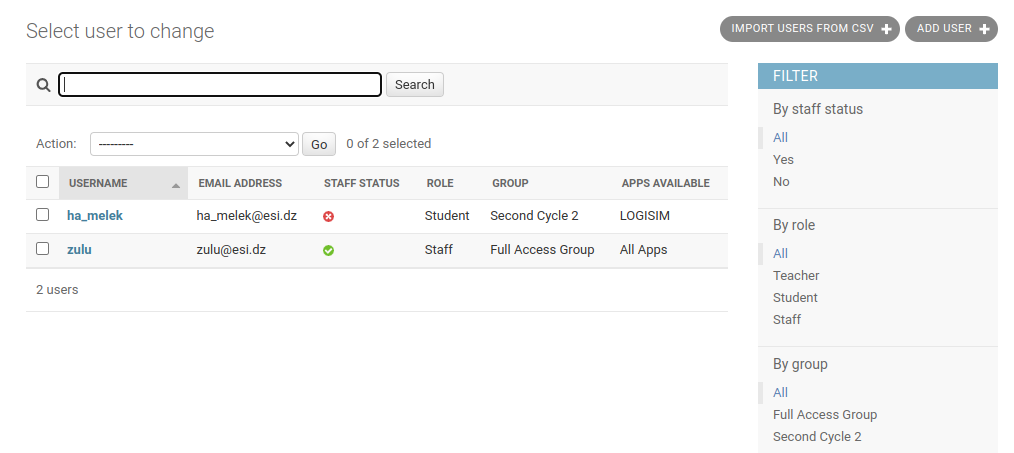 Select user to change
IMPORT USERS FROM CSV
ADD USER
Search
Action: --------- Go 0 of 2 selected
USERNAME EMAIL ADDRESS STAFF STATUS ROLE GROUP APPS AVAILABLE
ha_melek ha_melek@esi.dz Student Second Cycle 2 LOGISIM
zulu zulu@esi.dz Staff Full Access Group All Apps
2 users
FILTER
By staff status
All
Yes
No
By role
All
Teacher
Student
Staff
By group
All
Full Access Group
Second Cycle 2